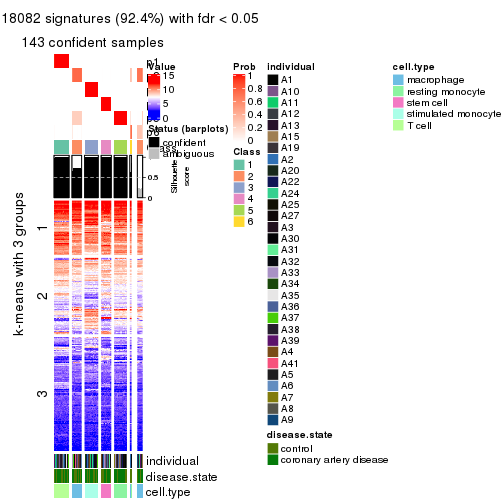 18082 signatures (92.4%) with fdr < 0.05
143 confident samples
k-means with 3 groups
1
2
3
Value
15
10
5
0
Status (barplots)
confident
ambiguous
1
0.5
0
Silhouette
score
individual
disease.state
cell.type
Prob
1
0.8
0.6
0.4
0.2
0
Class
1
2
3
4
5
6
individual
A1
A10
A11
A12
A13
A15
A19
A2
A20
A22
A24
A25
A27
A3
A30
A31
A32
A33
A34
A35
A36
A37
A38
A39
A4
A41
A5
A6
A7
A8
A9
disease.state
control
coronary artery disease
cell.type
macrophage
resting monocyte
stem cell
stimulated monocyte
T cell